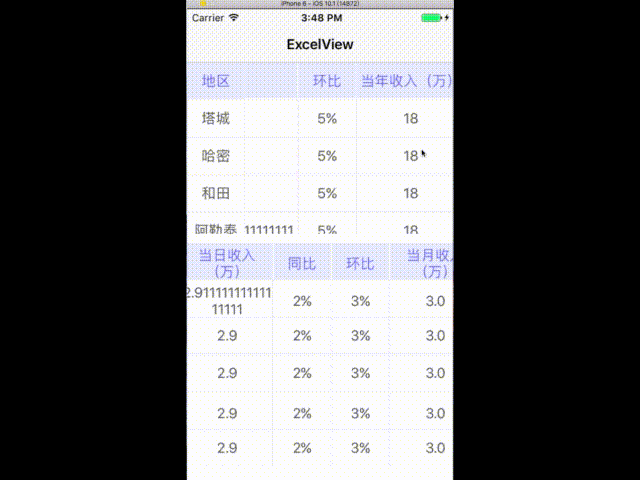 iPhone 6 – iOS 10.1 (14B72)
Carrier 3:48 PM
ExcelView
地区 环比 当年收入（万）
塔城 5% 18
哈密 5% 18
和田 5% 18
阿勒泰 11111111 5% 18
当日收入（万） 同比 环比 当月收入（万）
2.911111111111
11111 2% 3% 3.0
2.9 2% 3% 3.0
2.9 2% 3% 3.0
2.9 2% 3% 3.0
2.9 2% 3% 3.0